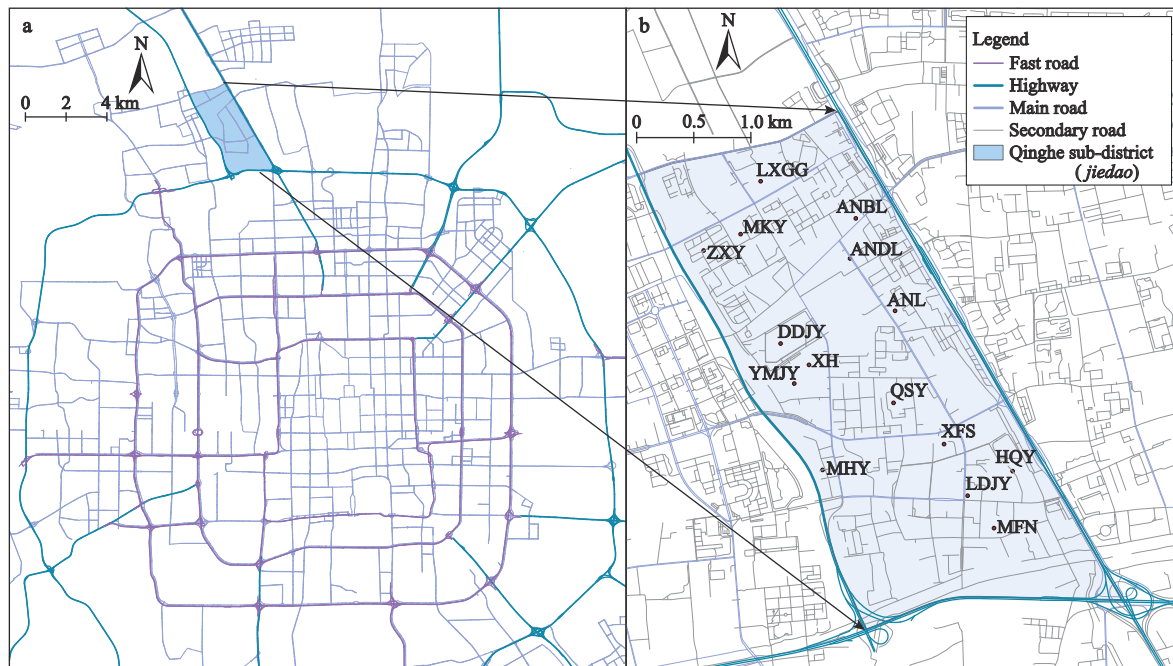 a
N
0 2 4 km
b
N
0 0.5 1.0 km
Legend
Fast road
Highway
Main road
Secondary road
Qinghe sub-district
(jiedao)
LXGG
ANBL
MKY
ZXY
ANDL
ANL
DDJY
XH
YMJY
QSY
XFS
HQY
MHY
LDJY
MFN